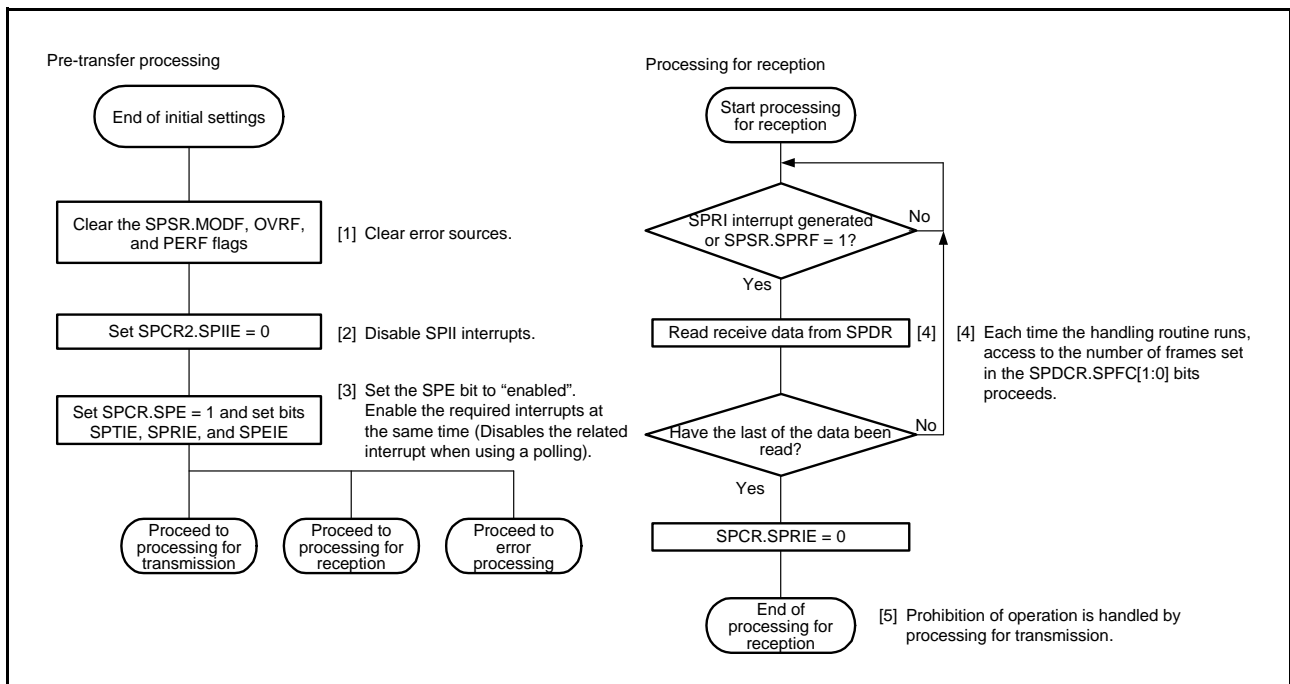 Pre-transfer processing
End of initial settings
Clear the SPSR.MODF, OVRF,
and PERF flags
[1] Clear error sources.
Set SPCR2.SPIIE = 0
[2] Disable SPII interrupts.
Set SPCR.SPE = 1 and set bits
SPTIE, SPRIE, and SPEIE
[3] Set the SPE bit to “enabled”.
Enable the required interrupts at
the same time (Disables the related
interrupt when using a polling).
Proceed to
processing for
transmission
Proceed to
processing for
reception
Proceed to
error
processing
Processing for reception
Start processing
for reception
SPRI interrupt generated
or SPSR.SPRF = 1?
No
Yes
Read receive data from SPDR
[4]
[4] Each time the handling routine runs,
access to the number of frames set
in the SPDCR.SPFC[1:0] bits
proceeds.
Have the last of the data been
read?
No
Yes
SPCR.SPRIE = 0
End of
processing for
reception
[5] Prohibition of operation is handled by
processing for transmission.